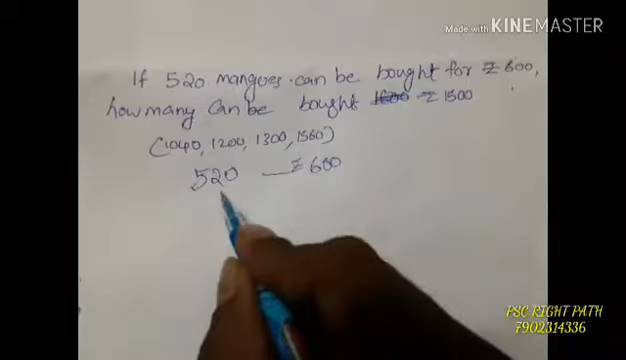 Made with KINEMASTER
If 520 mangoes can be bought for ₹ 600,
how many can be bought ₹ 1500
(1040, 1200, 1300, 1560)
520 — ₹ 600
PSC RIGHT PATH
7902314336